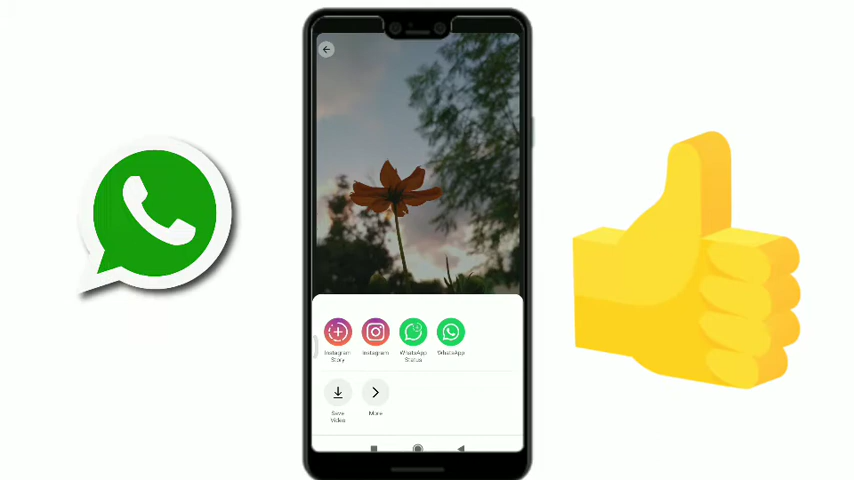 Instagram Story
Instagram
WhatsApp Status
WhatsApp
Save Video
More